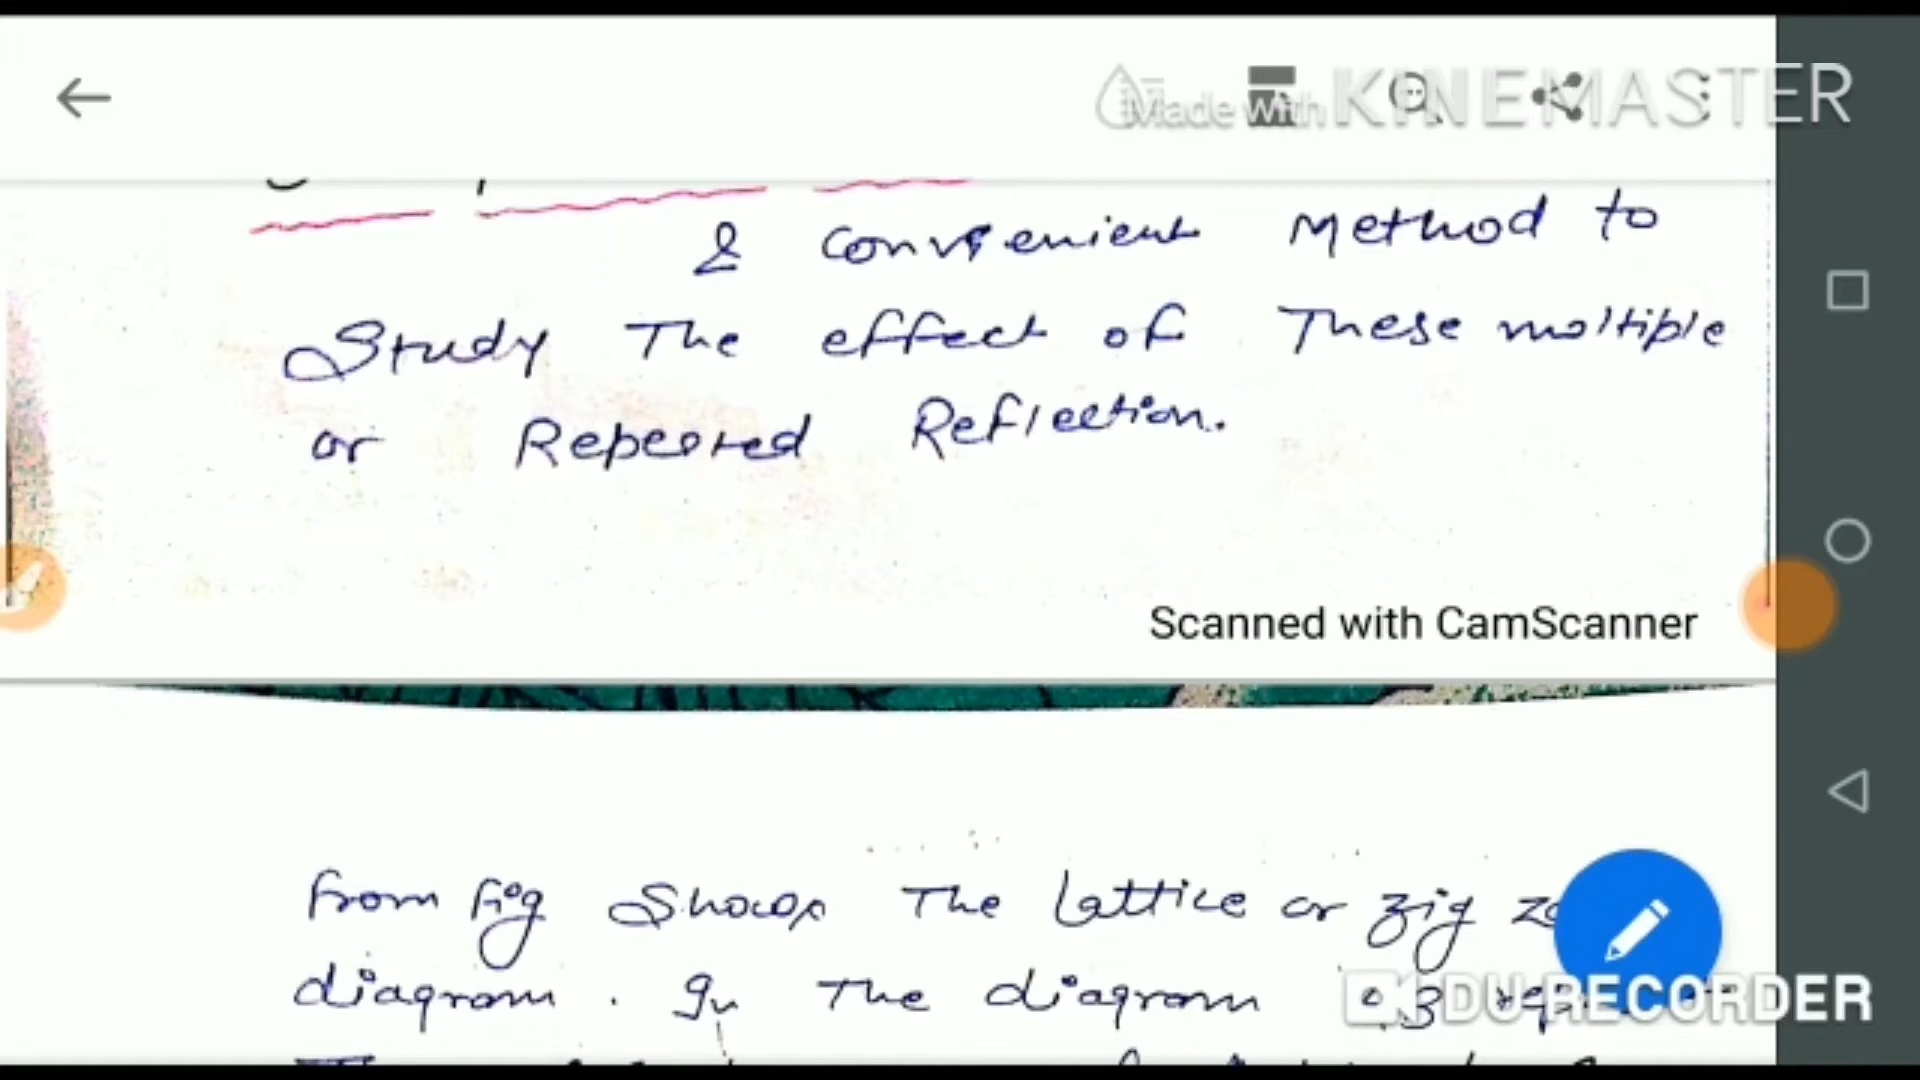 Made with KINEMASTER
& convenient Method to
Study The effect of These moltiple
or Repeated Reflection.
Scanned with CamScanner
from fig Shows The Lattice or zig
diagram. In The diagram
DU RECORDER